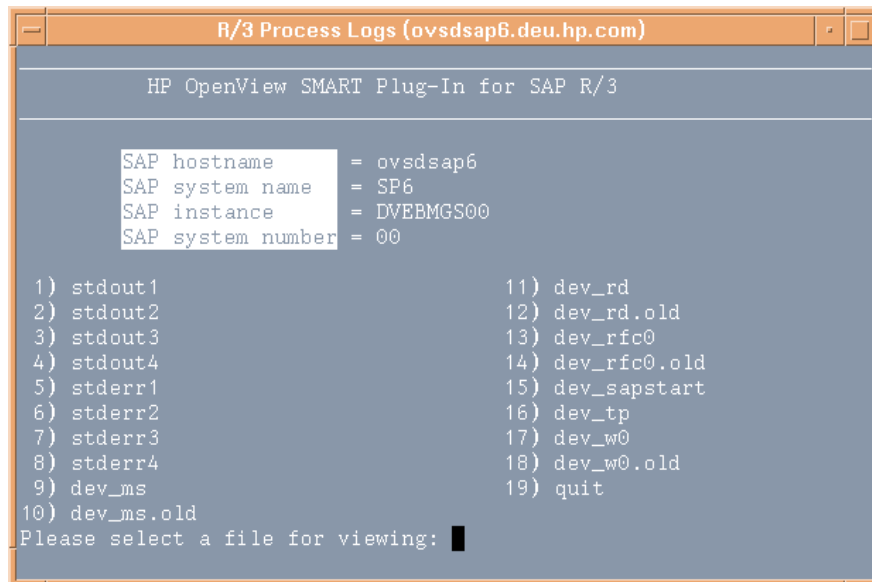 R/3 Process Logs (ovsdsap6.deu.hp.com)
HP OpenView SMART Plug-In for SAP R/3
SAP hostname = ovsdsap6
SAP system name = SP6
SAP instance = DVEBMGS00
SAP system number = 00
1) stdout1 11) dev_rd
2) stdout2 12) dev_rd.old
3) stdout3 13) dev_rfc0
4) stdout4 14) dev_rfc0.old
5) stderr1 15) dev_sapstart
6) stderr2 16) dev_tp
7) stderr3 17) dev_w0
8) stderr4 18) dev_w0.old
9) dev_ms 19) quit
10) dev_ms.old
Please select a file for viewing: